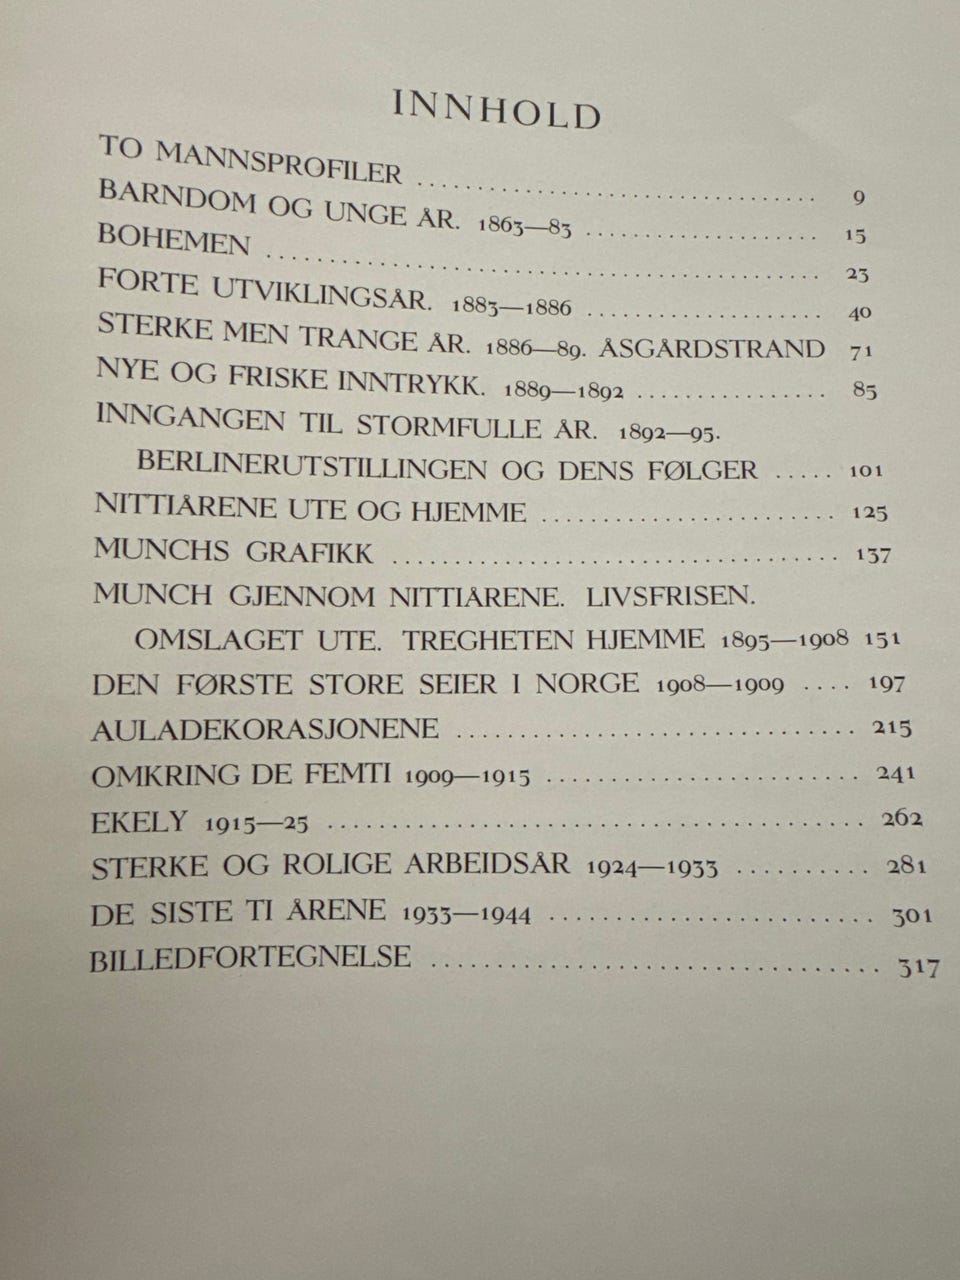 INNHOLD
TO MANNSPROFILER .......................................... 9
BARNDOM OG UNGE ÅR. 1863—83 .................... 15
BOHEMEN .......................................... 23
FORTE UTVIKLINGSÅR. 1883—1886 .................... 40
STERKE MEN TRANGE ÅR. 1886—89. ÅSGÅRDSTRAND 71
NYE OG FRISKE INNTRYKK. 1889—1892 ................ 85
INNGANGEN TIL STORMFULLE ÅR. 1892—95.
BERLINERUTSTILLINGEN OG DENS FØLGER ..... 101
NITTIÅRENE UTE OG HJEMME ........................ 125
MUNCHS GRAFIKK .................................. 137
MUNCH GJENNOM NITTIÅRENE. LIVSFRISEN.
OMSLAGET UTE. TREGHETEN HJEMME 1895—1908 151
DEN FØRSTE STORE SEIER I NORGE 1908—1909 .... 197
AULADEKORASJONENE ................................ 215
OMKRING DE FEMTI 1909—1915 ........................ 241
EKELY 1915—25 .................................... 262
STERKE OG ROLIGE ARBEIDSÅR 1924—1933 .......... 281
DE SISTE TI ÅRENE 1933—1944 ........................ 301
BILLEDFORTEGNELSE ................................ 317